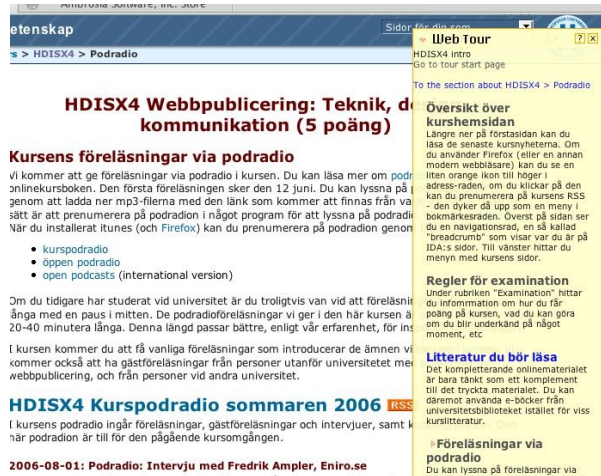 Ambrosia Software, Inc. Store
etenskap
Sidor för dig som
s > HDISX4 > Podradio
HDISX4 Webbpublicering: Teknik, de
kommunikation (5 poäng)
Kursens föreläsningar via podradio
Vi kommer att ge föreläsningar via podradio i kursen. Du kan läsa mer om podr
onlinekursboken. Den första föreläsningen sker den 12 juni. Du kan lyssna på p
genom att ladda ner mp3-filerna med den länk som kommer att finnas från va
sätt är att prenumerera på podradion i något program för att lyssna på podradio
När du installerat itunes (och Firefox) kan du prenumerera på podradion genom
• kurspodradio
• öppen podradio
• open podcasts (international version)
Om du tidigare har studerat vid universitet är du troligtvis van vid att föreläsnin
långa med en paus i mitten. De podradioföreläsningar vi ger i den här kursen ä
20-40 minutera långa. Denna längd passar bättre, enligt vår erfarenhet, för ins
I kursen kommer du att få vanliga föreläsningar som introducerar de ämnen vi
kommer också att ha gästföreläsningar från personer utanför universitetet med
webbpublicering, och från personer vid andra universitet.
HDISX4 Kurspodradio sommaren 2006 RSS
I kursens podradio ingår föreläsningar, gästföreläsningar och intervjuer, samt k
här podradion är till för den pågående kursomgången.
2006-08-01: Podradio: Intervju med Fredrik Ampler, Eniro.se
Web Tour
? x
HDISX4 intro
Go to tour start page
To the section about HDISX4 > Podradio
Översikt över
kurshemsidan
Längre ner på förstasidan kan du
läsa de senaste kursnyheterna. Om
du använder Firefox (eller en annan
modern webbläsare) kan du se en
liten orange ikon till höger i
adress-raden, om du klickar på den
kan du prenumerera på kursens RSS
- den dyker då upp som en meny i
bokmärkesraden. Överst på sidan ser
du en navigationsrad, en så kallad
"breadcrumb" som visar var du är på
IDA:s sidor. Till vänster hittar du
menyn med kursens sidor.
Regler för examination
Under rubriken "Examination" hittar
du infomrmation om hur du får
poäng på kursen, vad du kan göra
om du blir underkänd på något
moment, etc
Litteratur du bör läsa
Det kompletterande onlinematerialet
är bara tänkt som ett komplement
till det tryckta materialet. Du kan
däremot använda e-böcker från
universitetsbiblioteket istället för viss
kurslitteratur.
Föreläsningar via
podradio
Du kan lyssna på föreläsningar via